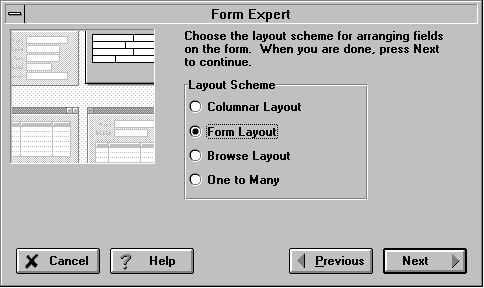 Form Expert
Choose the layout scheme for arranging fields
on the form.  When you are done, press Next
to continue.
Layout Scheme
Columnar Layout
Form Layout
Browse Layout
One to Many
Cancel
Help
Previous
Next